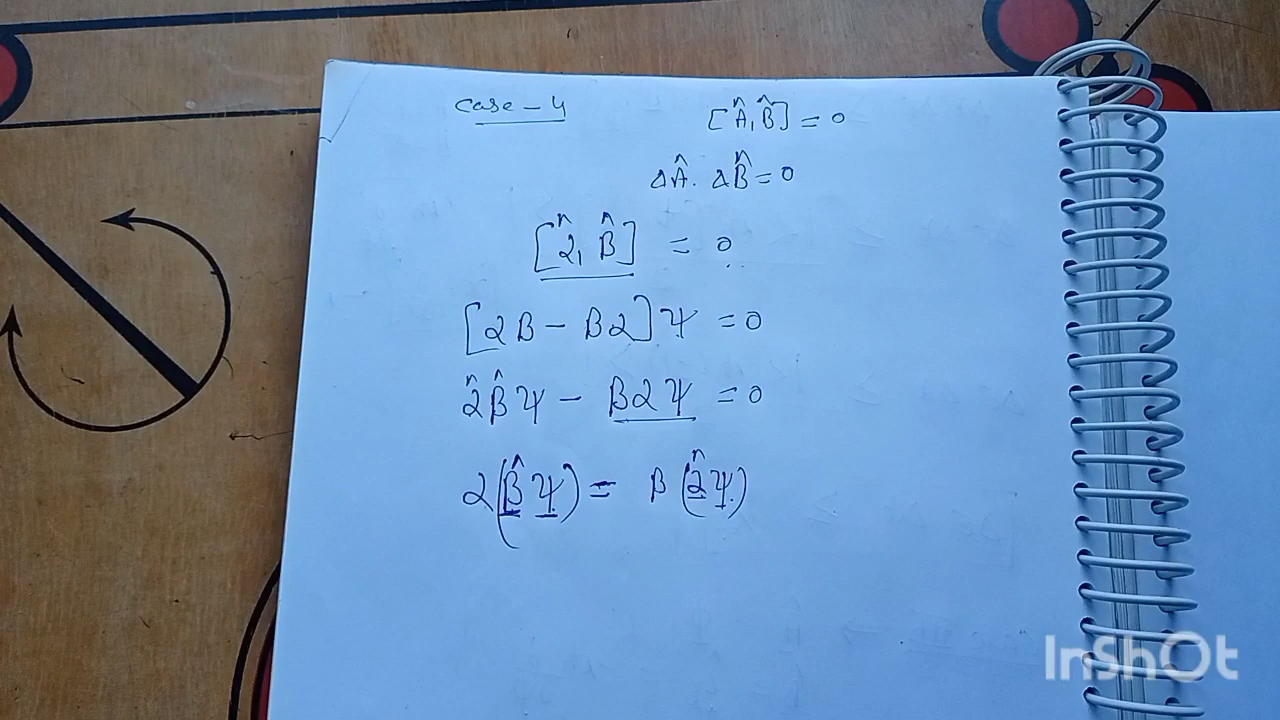 Case - 4
[Â, B̂] = 0
ΔÂ. ΔB̂ = 0
[α̂, β̂] = 0
[αβ - βα]ψ = 0
α̂β̂ψ - βαψ = 0
α(β̂ψ) = β(α̂ψ)
InShOt